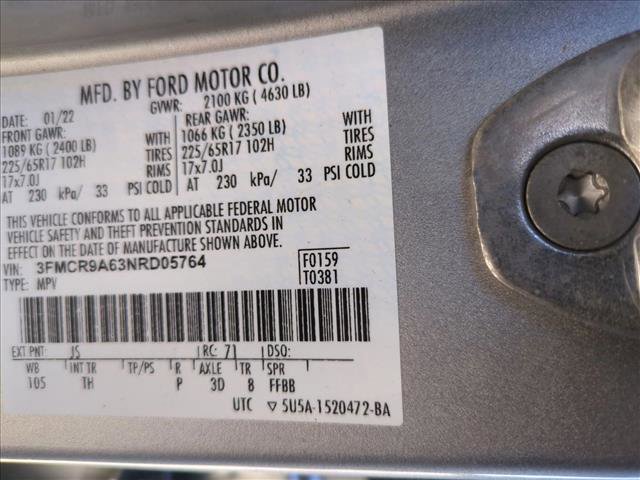 MFD. BY FORD MOTOR CO.
DATE: 01/22
GVWR: 2100 KG ( 4630 LB)
FRONT GAWR:
1089 KG ( 2400 LB)
225/65R17 102H
17x7.0J
AT 230 kPa/ 33
WITH
TIRES
RIMS
PSI COLD
REAR GAWR:
1066 KG ( 2350 LB)
225/65R17 102H
17x7.0J
AT 230 kPa/ 33
WITH
TIRES
RIMS
PSI COLD
THIS VEHICLE CONFORMS TO ALL APPLICABLE FEDERAL MOTOR
VEHICLE SAFETY AND THEFT PREVENTION STANDARDS IN
EFFECT ON THE DATE OF MANUFACTURE SHOWN ABOVE.
VIN: 3FMCR9A63NRD05764
TYPE: MPV
F0159
T0381
EXT PNT: JS RC: 71 DSO:
WB INT TR TP/PS R AXLE TR SPR
105 TH P 3D 8 FFBB
UTC ▽ 5U5A-1520472-BA